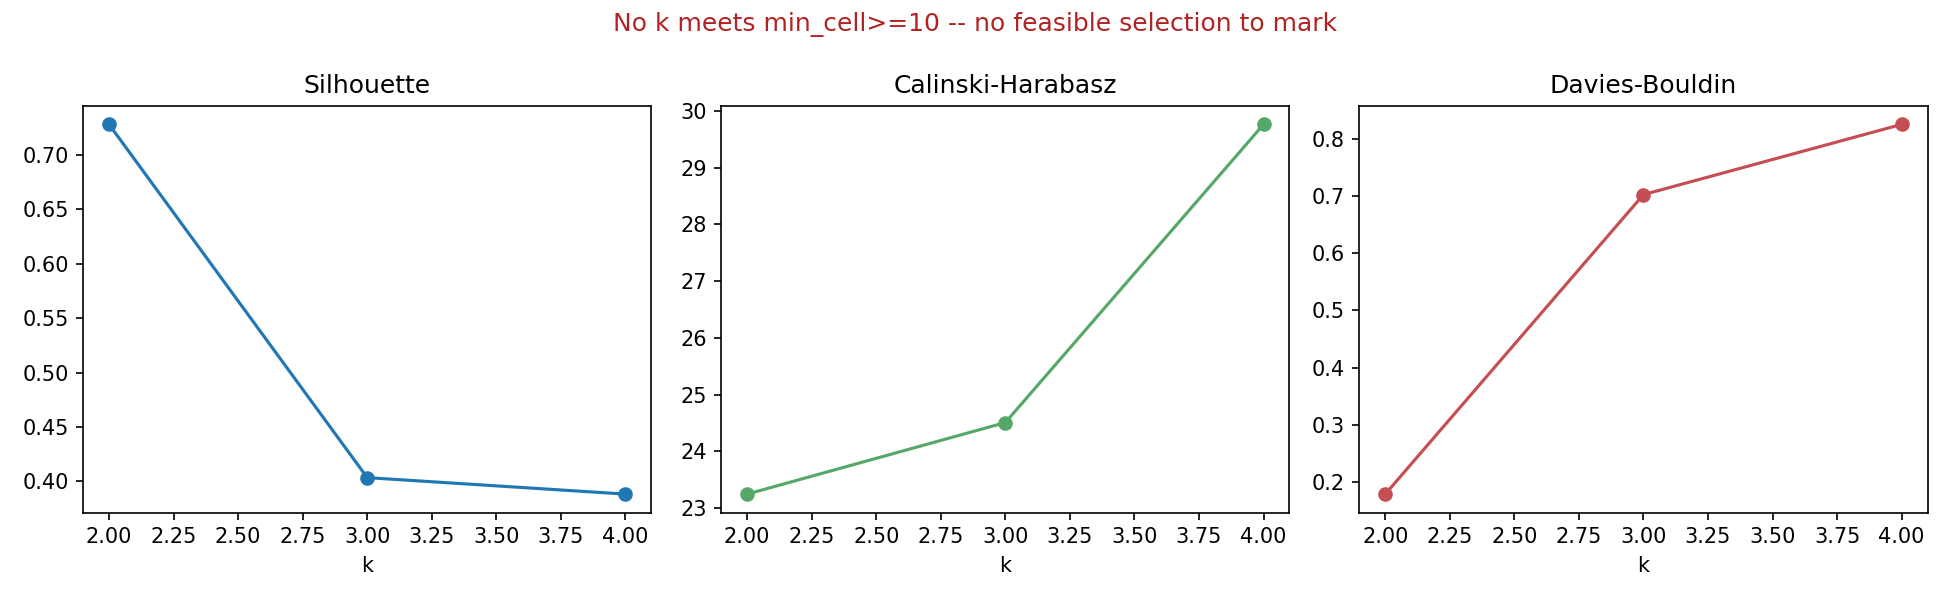 No k meets min_cell>=10 -- no feasible selection to mark
Silhouette
0.70
0.65
0.60
0.55
0.50
0.45
0.40
2.00 2.25 2.50 2.75 3.00 3.25 3.50 3.75 4.00
k
Calinski-Harabasz
30
29
28
27
26
25
24
23
2.00 2.25 2.50 2.75 3.00 3.25 3.50 3.75 4.00
k
Davies-Bouldin
0.8
0.7
0.6
0.5
0.4
0.3
0.2
2.00 2.25 2.50 2.75 3.00 3.25 3.50 3.75 4.00
k